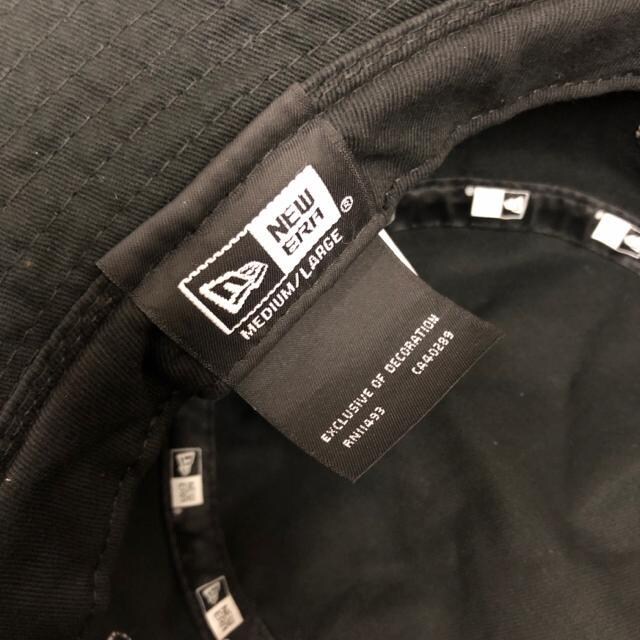 NEW
ERA®
MEDIUM/LARGE
EXCLUSIVE OF DECORATION
RN11493 CA40289